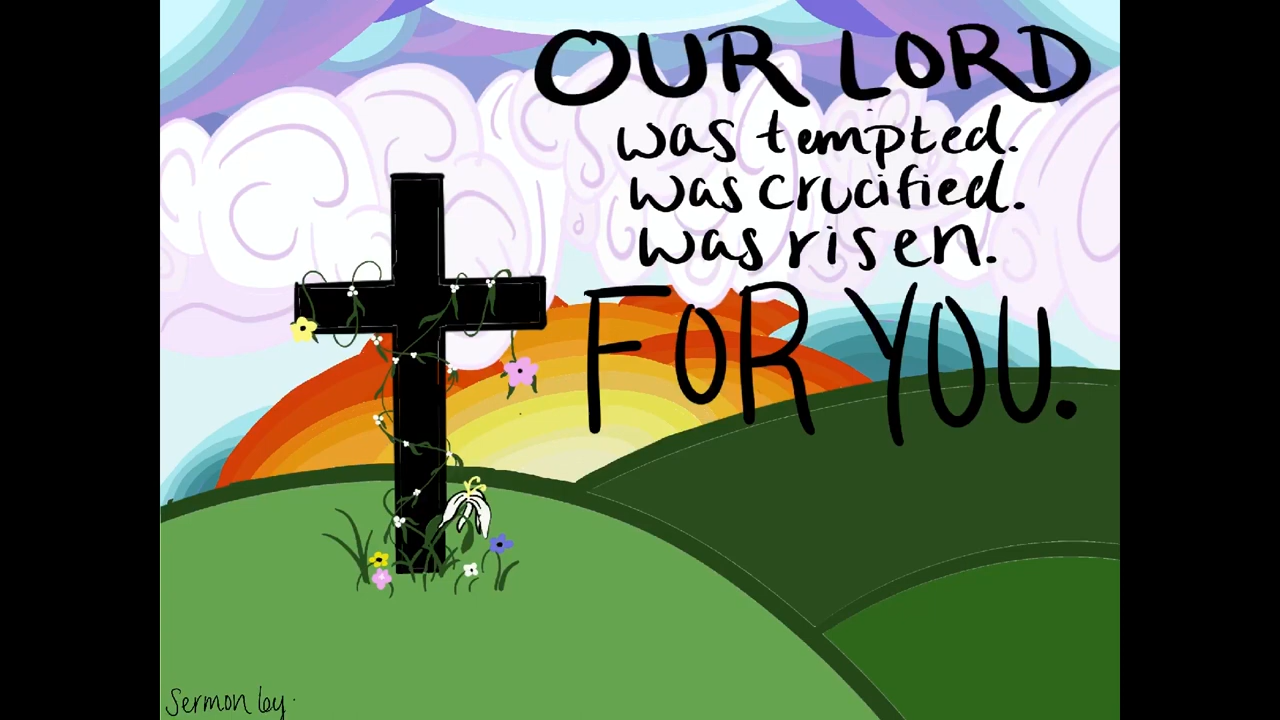 OUR LORD
was tempted.
was crucified.
was risen.
FOR YOU.
Sermon by.